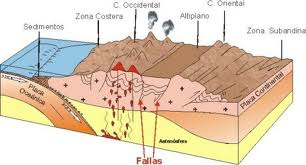 C. Occidental
C. Oriental
Zona Costera
Altiplano
Sedimentos
Zona Subandina
Placa
Oceánica
Placa Continental
Astenósfera
Fallas